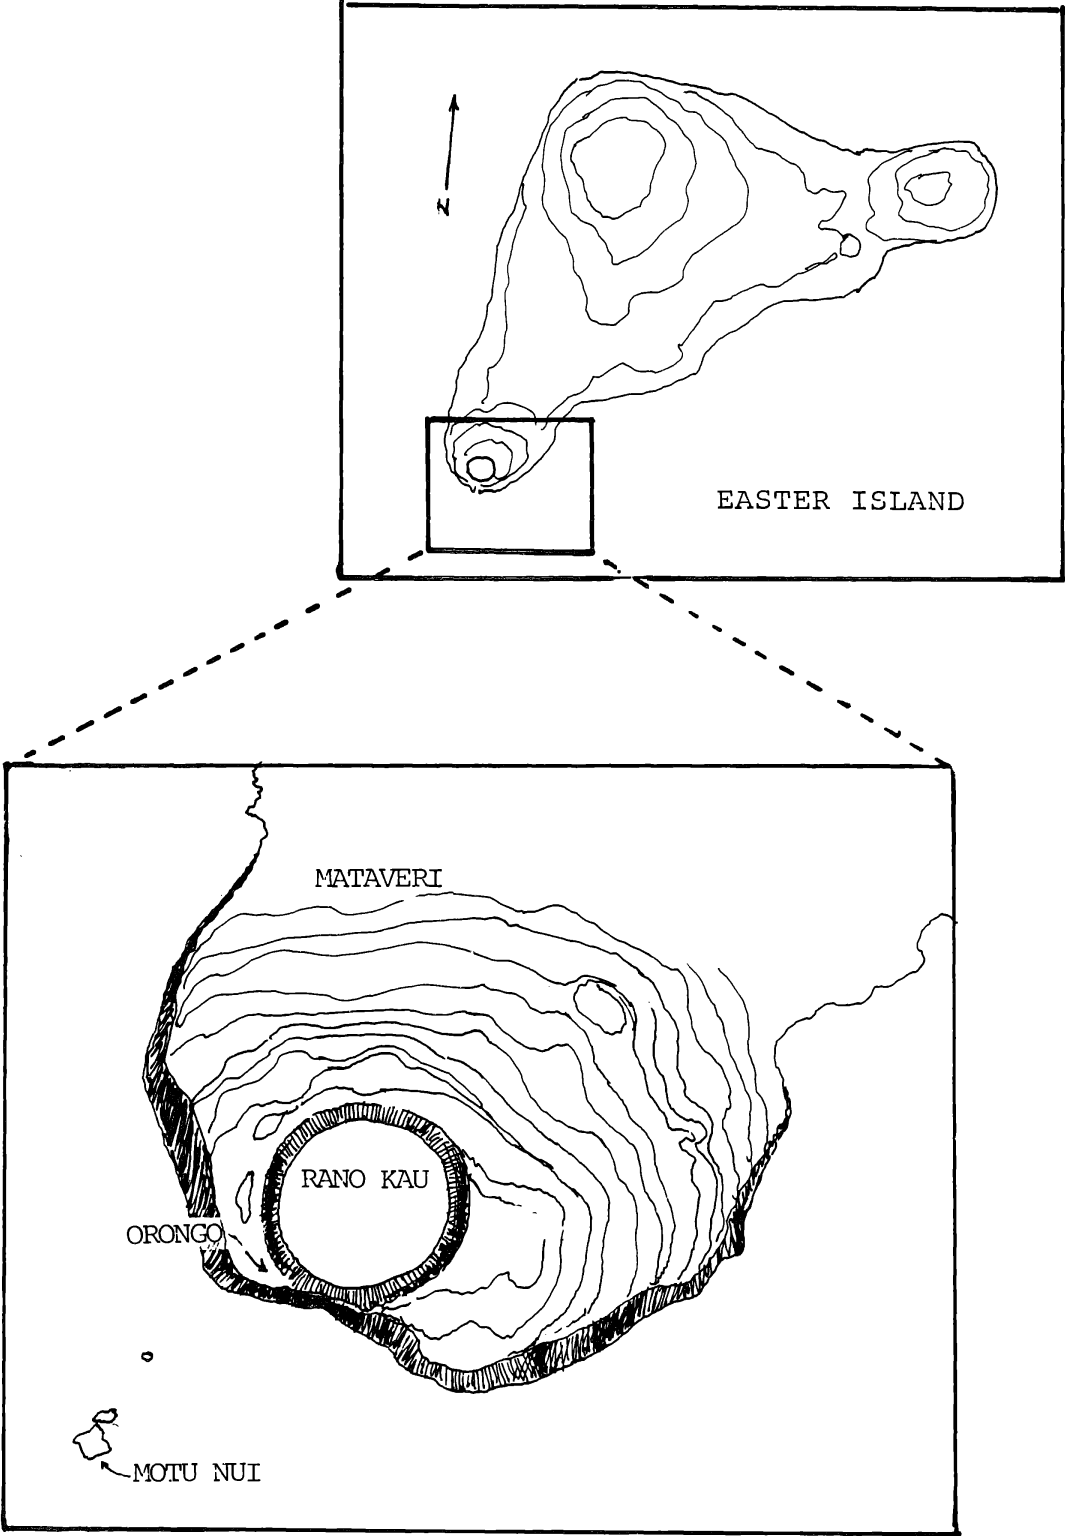 N
EASTER ISLAND
MATAVERI
RANO KAU
ORONGO
MOTU NUI